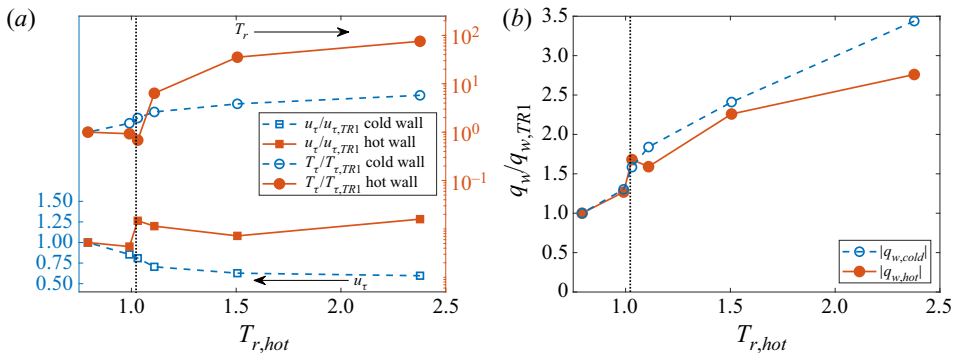 (a)
T_r
10^2
10^1
10^0
10^−1
u_τ/u_τ,TR1 cold wall
u_τ/u_τ,TR1 hot wall
T_τ/T_τ,TR1 cold wall
T_τ/T_τ,TR1 hot wall
1.50
1.25
1.00
0.75
0.50
u_τ
1.0 1.5 2.0 2.5
T_r,hot
(b)
q_w/q_w,TR1
3.5
3.0
2.5
2.0
1.5
1.0
0.5
0
|q_w,cold|
|q_w,hot|
1.0 1.5 2.0 2.5
T_r,hot